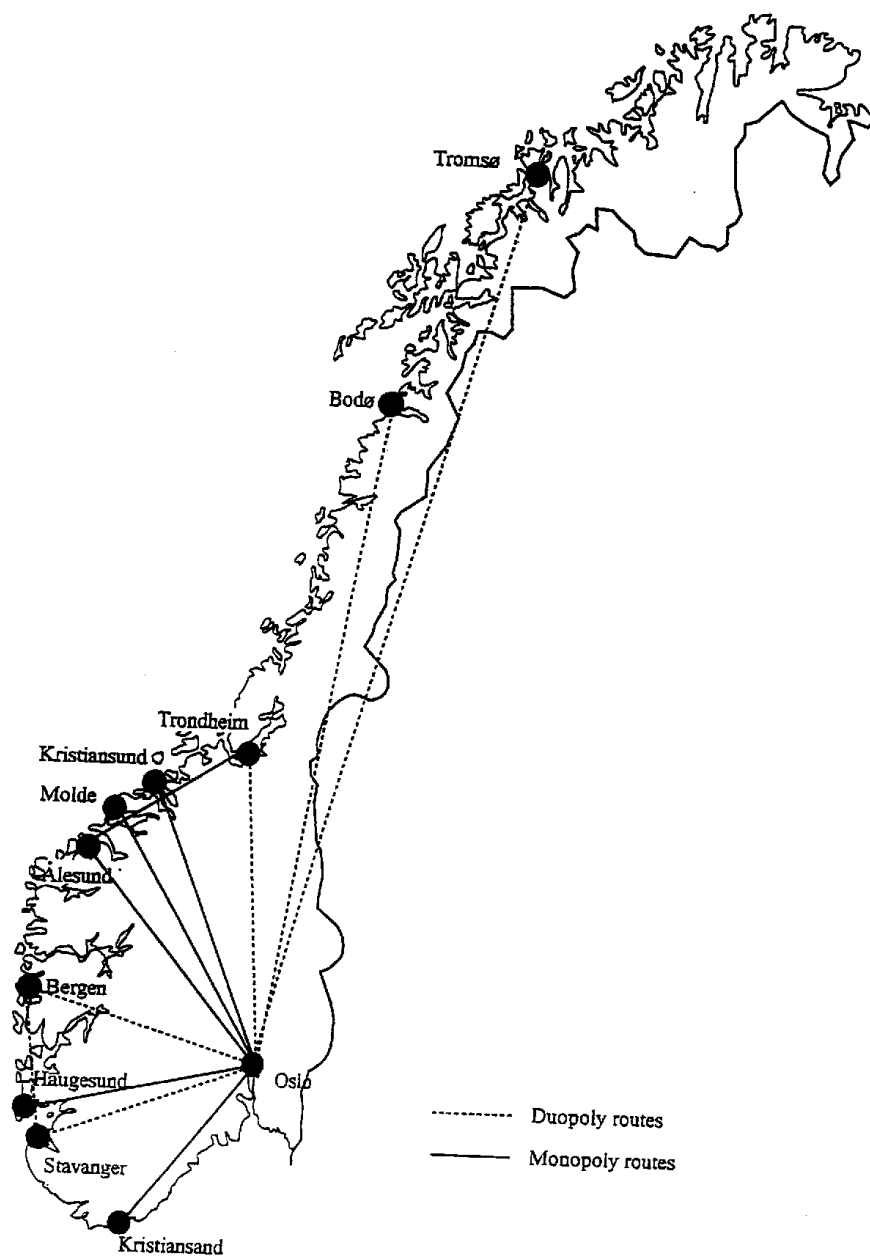 Tromsø
Bodø
Trondheim
Kristiansund
Molde
Ålesund
Bergen
Haugesund
Oslo
Stavanger
Kristiansand
Duopoly routes
Monopoly routes